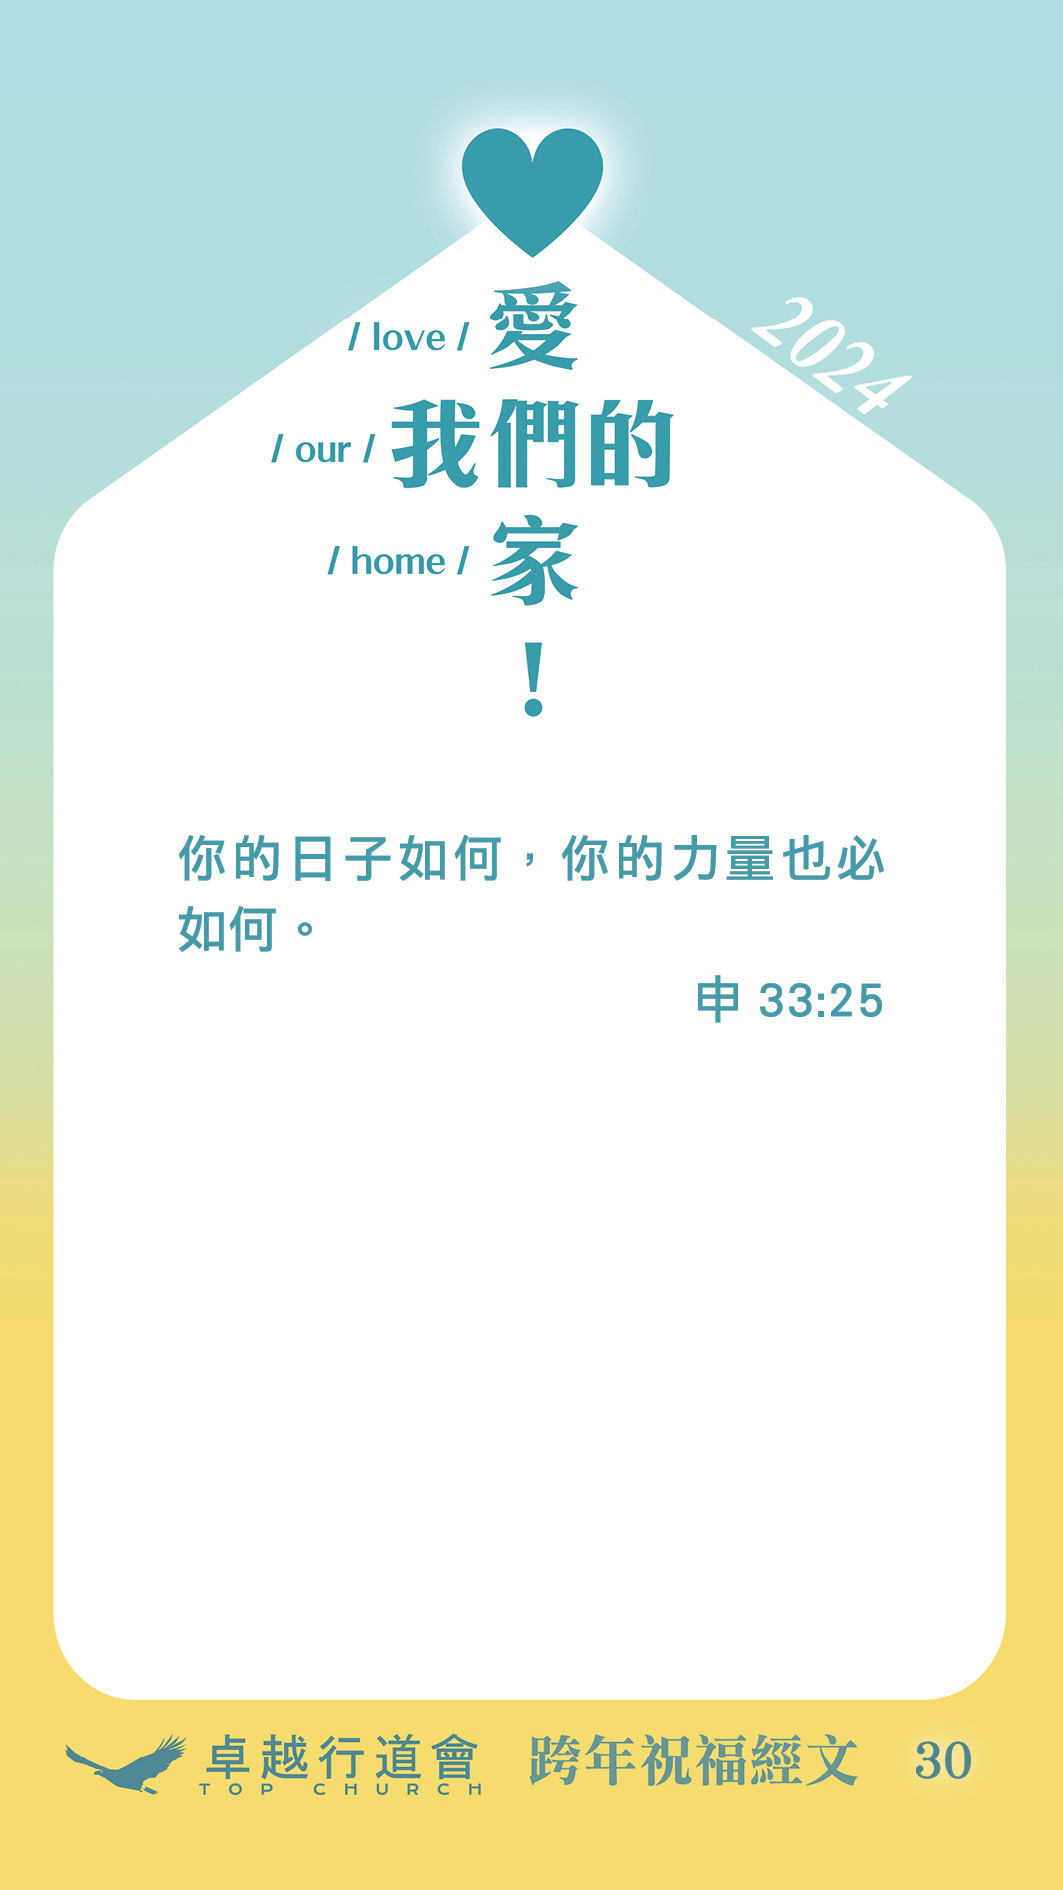 2024
/ love / 愛
/ our / 我們的
/ home / 家
!
你的日子如何，你的力量也必
如何。
申 33:25
卓越行道會
TOP CHURCH
跨年祝福經文
30